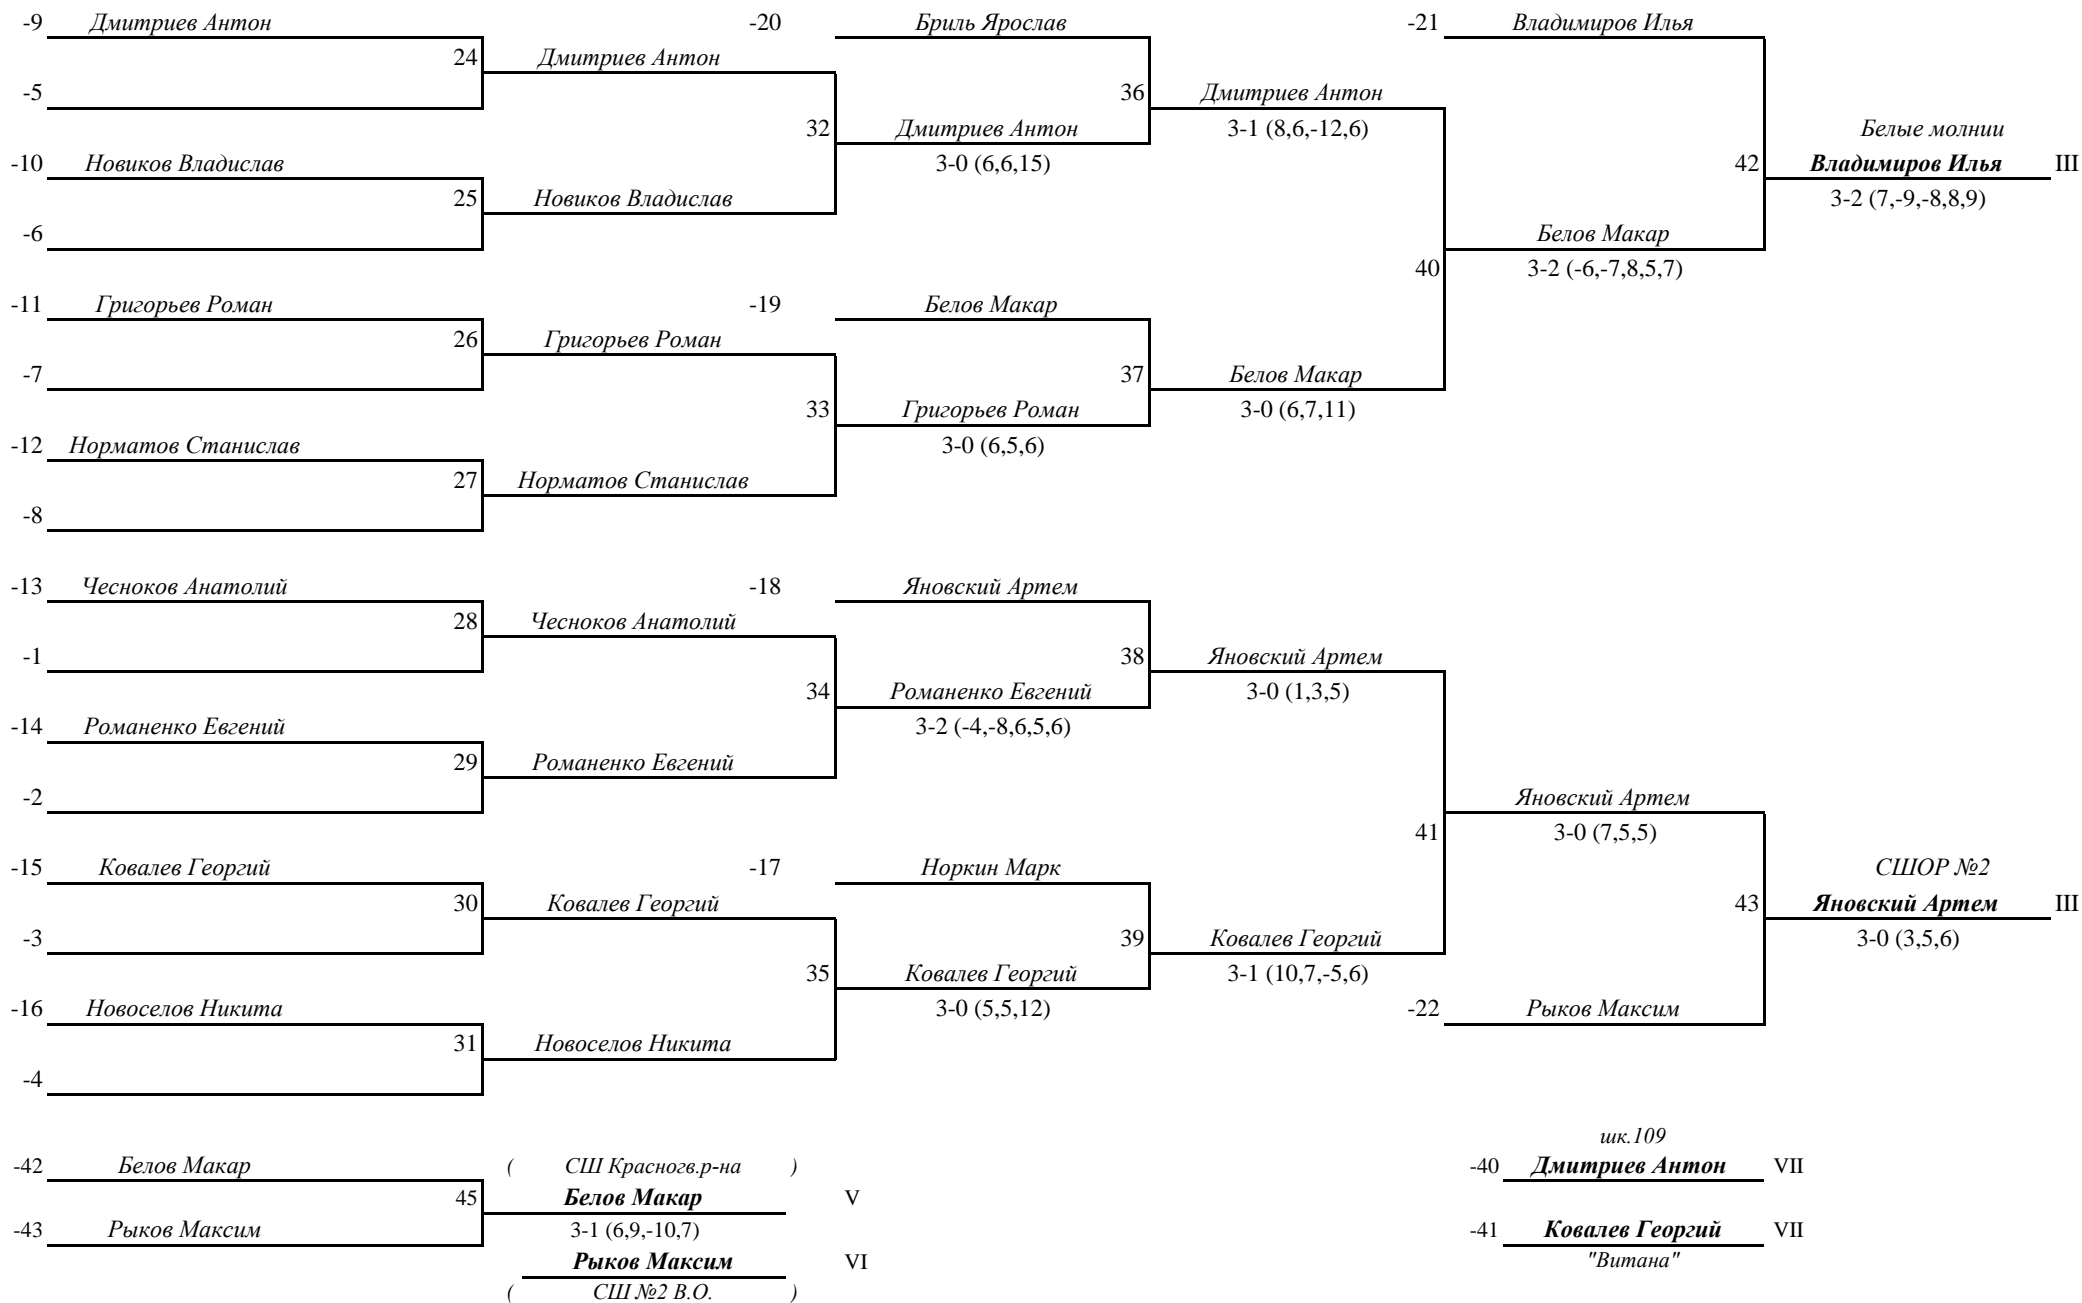 -9 Дмитриев Антон -20 Бриль Ярослав -21 Владимиров Илья
24 Дмитриев Антон
-5 36 Дмитриев Антон
32 Дмитриев Антон 3-1 (8,6,-12,6) Белые молнии
-10 Новиков Владислав 3-0 (6,6,15) 42 Владимиров Илья III
25 Новиков Владислав 3-2 (7,-9,-8,8,9)
-6 Белов Макар
40 3-2 (-6,-7,8,5,7)
-11 Григорьев Роман -19 Белов Макар
26 Григорьев Роман
-7 37 Белов Макар
33 Григорьев Роман 3-0 (6,7,11)
-12 Норматов Станислав 3-0 (6,5,6)
27 Норматов Станислав
-8
-13 Чесноков Анатолий -18 Яновский Артем
28 Чесноков Анатолий
-1 38 Яновский Артем
34 Романенко Евгений 3-0 (1,3,5)
-14 Романенко Евгений 3-2 (-4,-8,6,5,6)
29 Романенко Евгений
-2 Яновский Артем
41 3-0 (7,5,5)
-15 Ковалев Георгий -17 Норкин Марк СШОР №2
30 Ковалев Георгий 43 Яновский Артем III
-3 39 Ковалев Георгий 3-0 (3,5,6)
35 Ковалев Георгий 3-1 (10,7,-5,6)
-16 Новоселов Никита 3-0 (5,5,12) -22 Рыков Максим
31 Новоселов Никита
-4
шк.109
-42 Белов Макар ( СШ Красногв.р-на ) -40 Дмитриев Антон VII
45 Белов Макар V
-43 Рыков Максим 3-1 (6,9,-10,7) -41 Ковалев Георгий VII
Рыков Максим VI "Витана"
( СШ №2 В.О. )